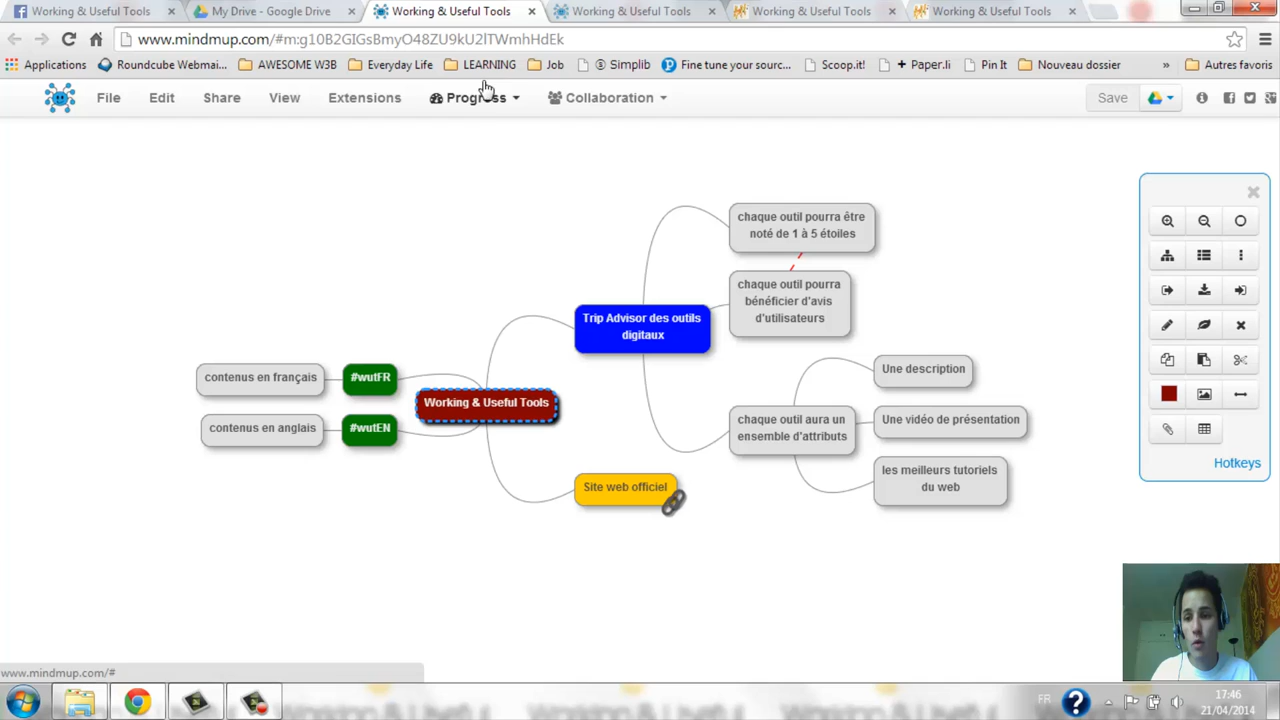 Working & Useful Tools
My Drive - Google Drive
Working & Useful Tools
Working & Useful Tools
Working & Useful Tools
Working & Useful Tools
www.mindmup.com/#m:g10B2GIGsBmyO48ZU9kU2lTWmhHdEk
Applications
Roundcube Webmai...
AWESOME W3B
Everyday Life
LEARNING
Job
Simplib
Fine tune your sourc...
Scoop.it!
+ Paper.li
Pin It
Nouveau dossier
»
Autres favoris
File
Edit
Share
View
Extensions
Progress
Collaboration
Save
chaque outil pourra être
noté de 1 à 5 étoiles
chaque outil pourra
bénéficier d'avis
d'utilisateurs
Trip Advisor des outils
digitaux
Une description
contenus en français
#wutFR
Working & Useful Tools
chaque outil aura un
ensemble d'attributs
Une vidéo de présentation
contenus en anglais
#wutEN
les meilleurs tutoriels
du web
Site web officiel
Hotkeys
www.mindmup.com/#
FR
17:46
21/04/2014